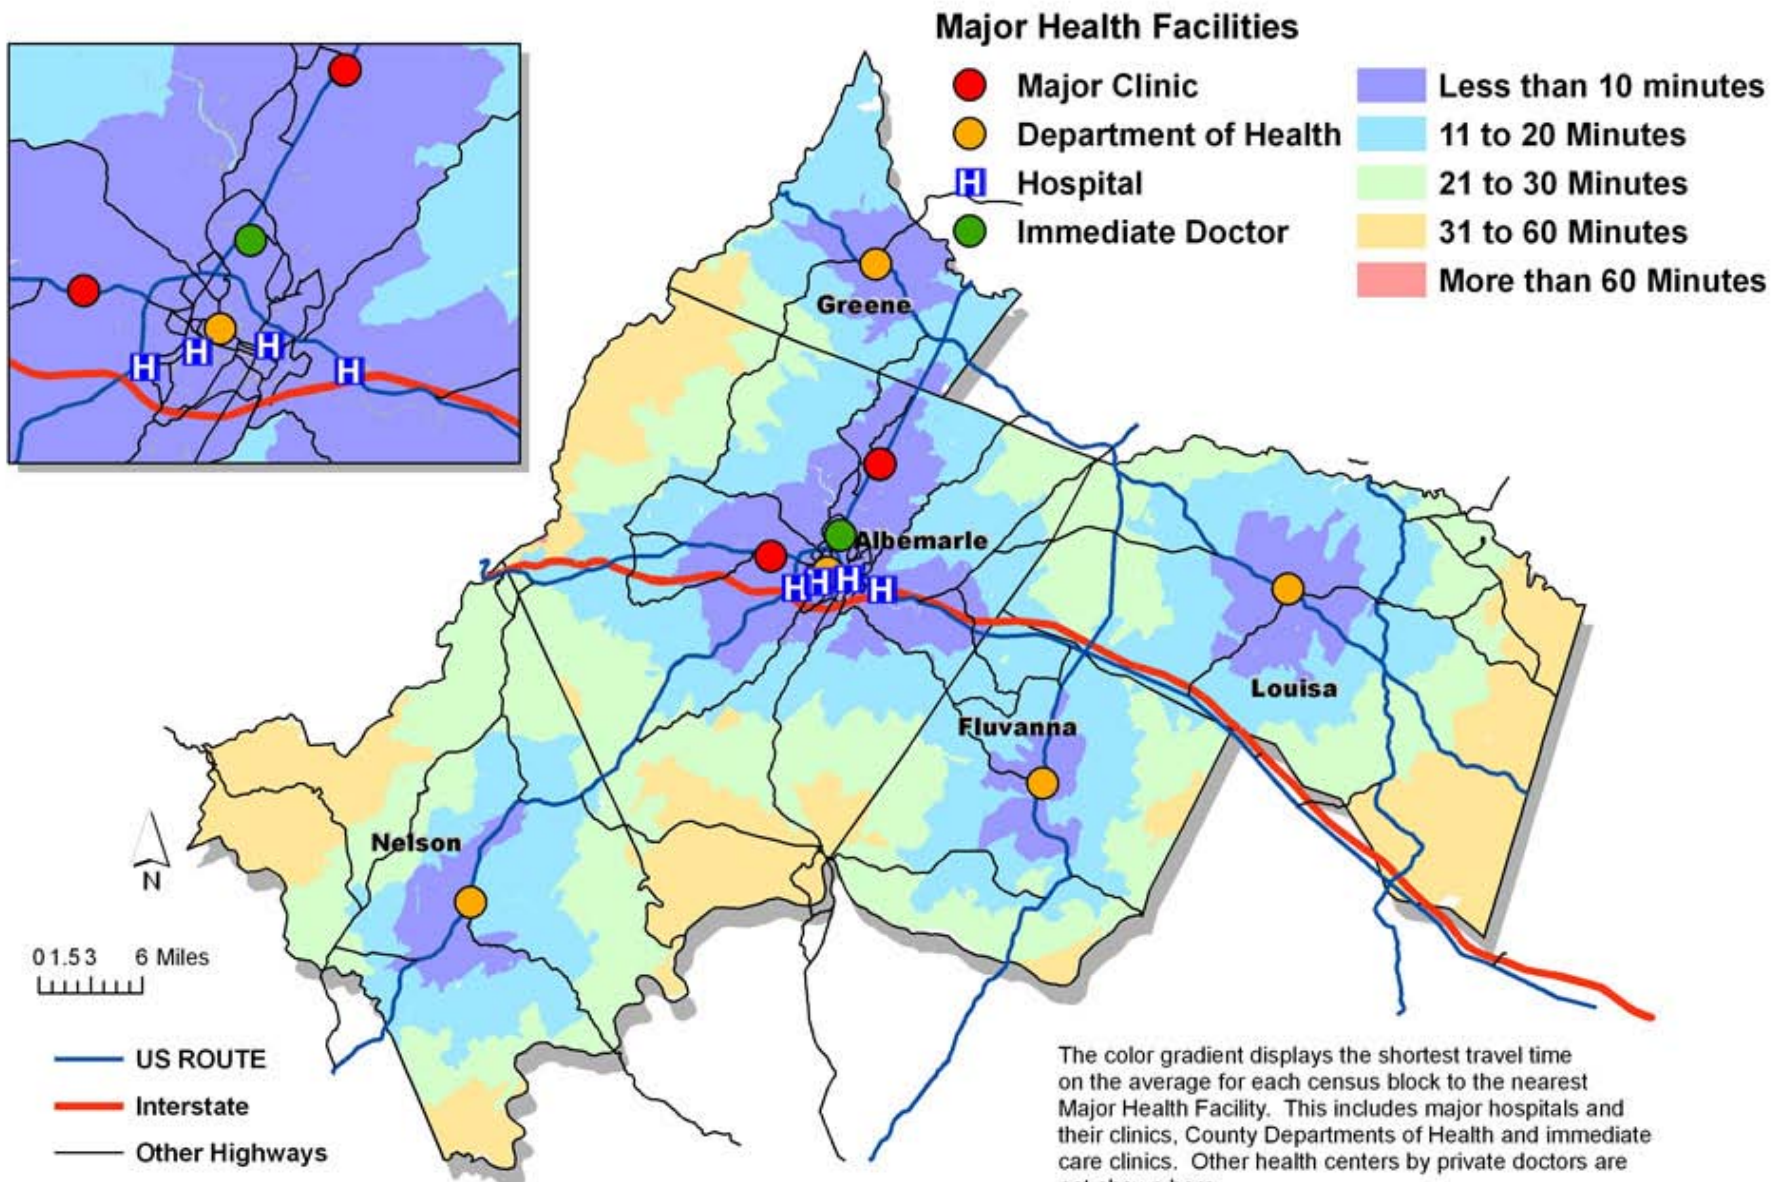 Major Health Facilities
Major Clinic
Department of Health
Hospital
Immediate Doctor
Less than 10 minutes
11 to 20 Minutes
21 to 30 Minutes
31 to 60 Minutes
More than 60 Minutes
H
H
H
H
H
Greene
Albemarle
H
H
H
H
Louisa
Fluvanna
Nelson
N
0 1.5 3 6 Miles
US ROUTE
Interstate
Other Highways
The color gradient displays the shortest travel time
on the average for each census block to the nearest
Major Health Facility. This includes major hospitals and
their clinics, County Departments of Health and immediate
care clinics. Other health centers by private doctors are